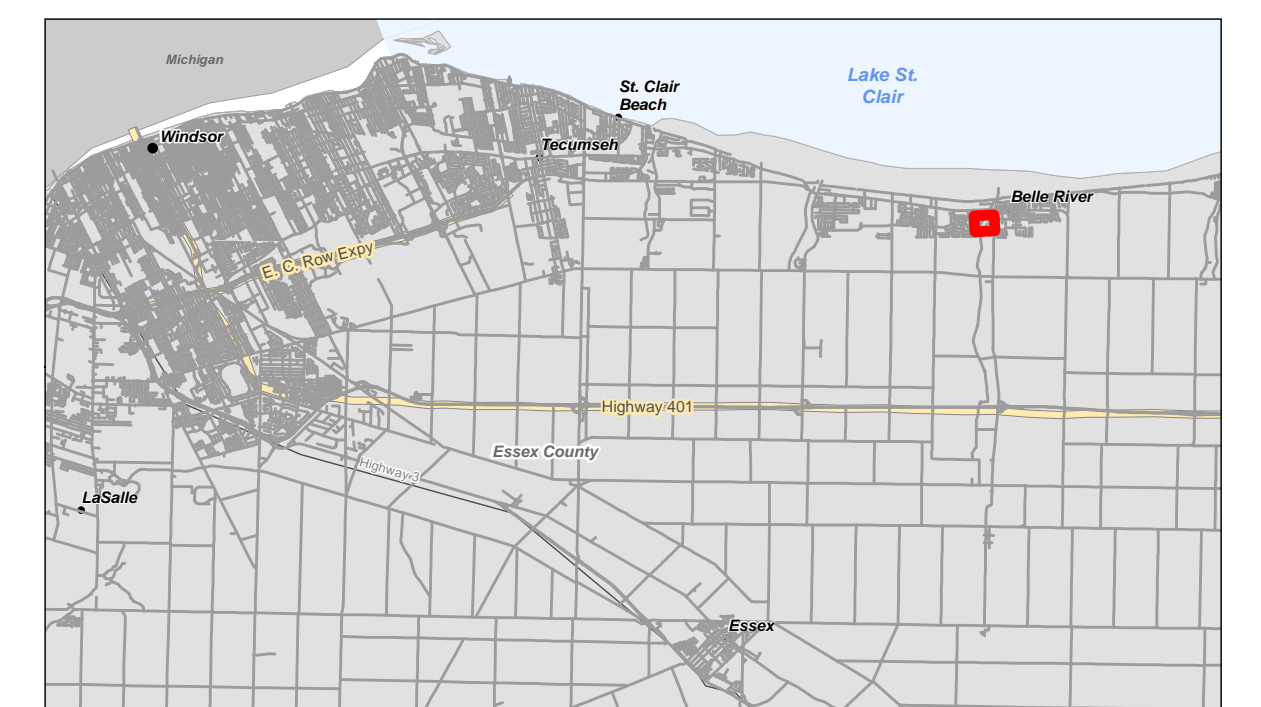 Michigan
Lake St.
Clair
St. Clair
Beach
Windsor
Tecumseh
Belle River
E. C. Row Expy
Highway 401
Essex County
Highway 3
LaSalle
Essex